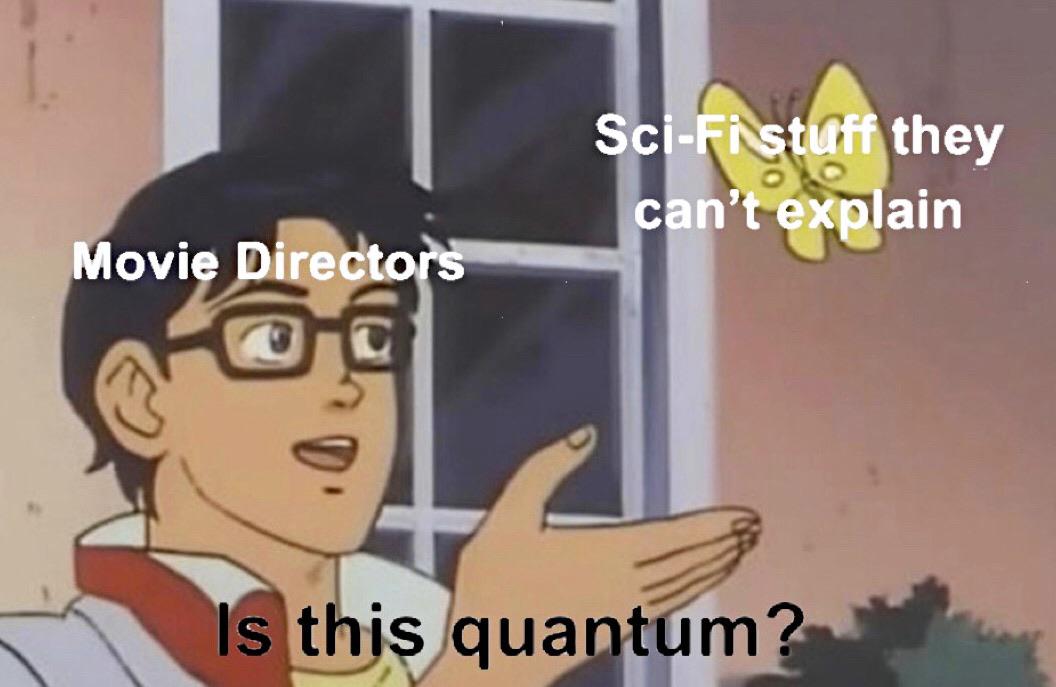 Sci-Fi stuff they
can’t explain
Movie Directors
Is this quantum?